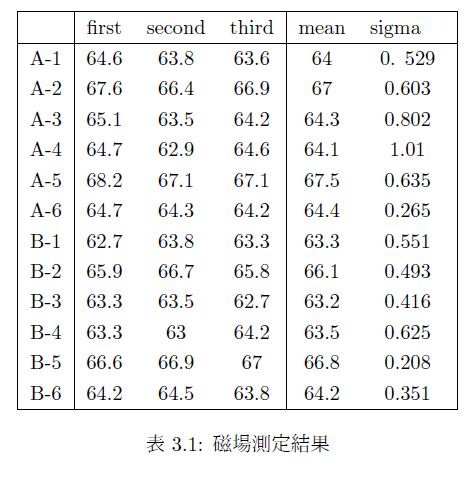 first second third mean sigma
A-1 64.6 63.8 63.6 64 0. 529
A-2 67.6 66.4 66.9 67 0.603
A-3 65.1 63.5 64.2 64.3 0.802
A-4 64.7 62.9 64.6 64.1 1.01
A-5 68.2 67.1 67.1 67.5 0.635
A-6 64.7 64.3 64.2 64.4 0.265
B-1 62.7 63.8 63.3 63.3 0.551
B-2 65.9 66.7 65.8 66.1 0.493
B-3 63.3 63.5 62.7 63.2 0.416
B-4 63.3 63 64.2 63.5 0.625
B-5 66.6 66.9 67 66.8 0.208
B-6 64.2 64.5 63.8 64.2 0.351
表 3.1: 磁場測定結果